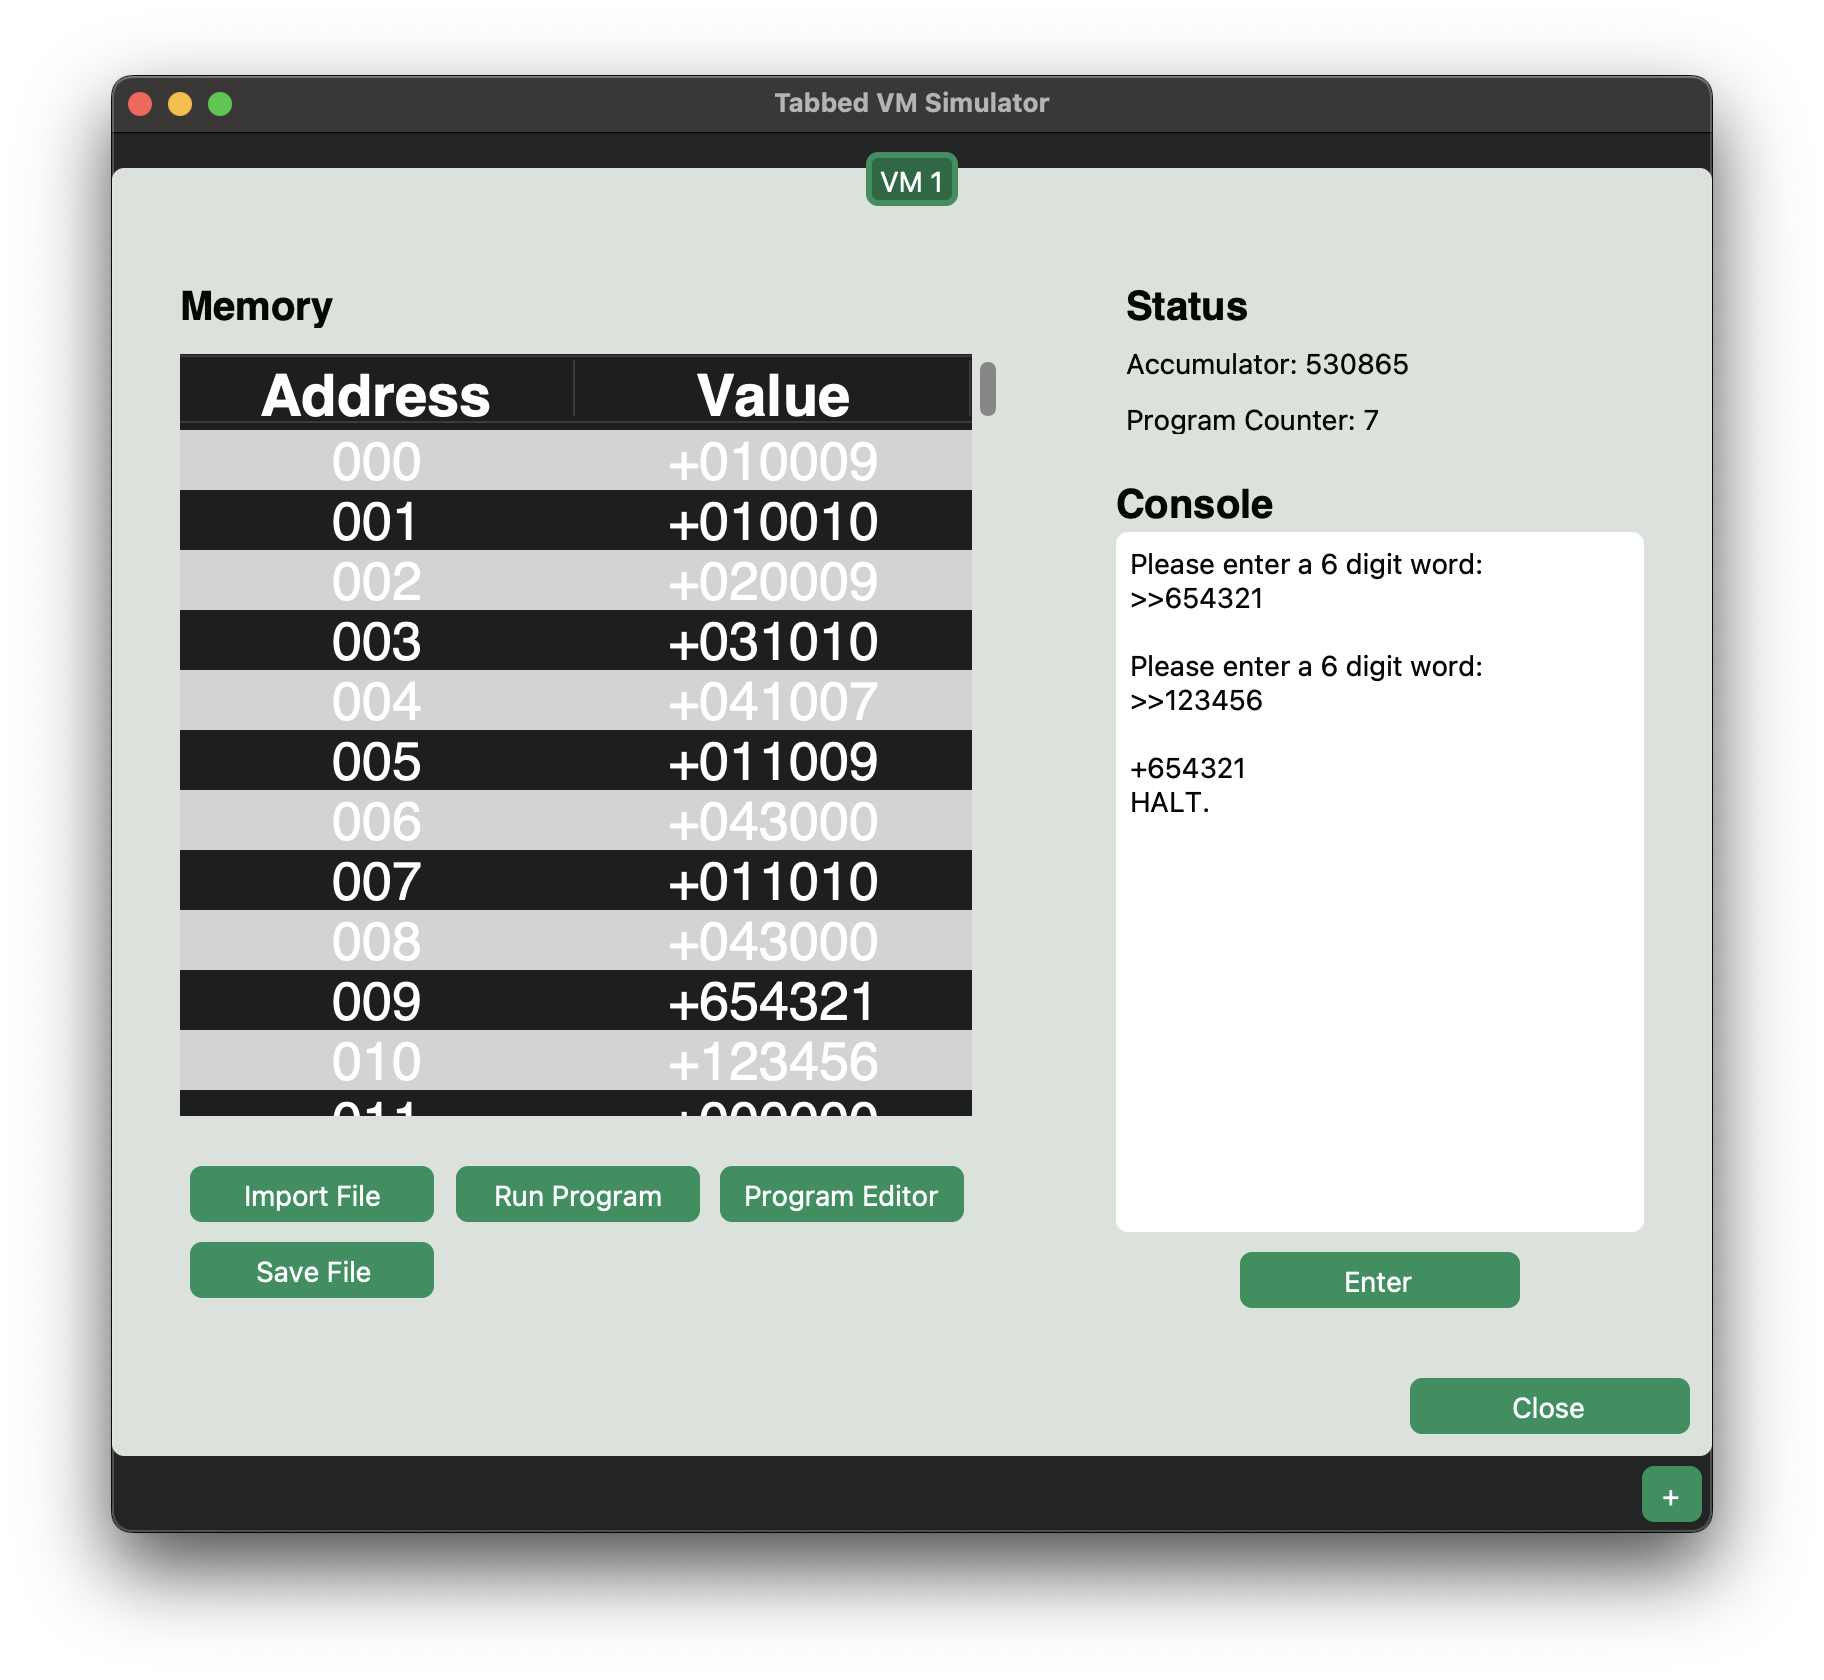 Tabbed VM Simulator
VM 1
Memory
Address Value
000 +010009
001 +010010
002 +020009
003 +031010
004 +041007
005 +011009
006 +043000
007 +011010
008 +043000
009 +654321
010 +123456
011 +000000
Import File
Run Program
Program Editor
Save File
Status
Accumulator: 530865
Program Counter: 7
Console
Please enter a 6 digit word:
>>654321
Please enter a 6 digit word:
>>123456
+654321
HALT.
Enter
Close
+